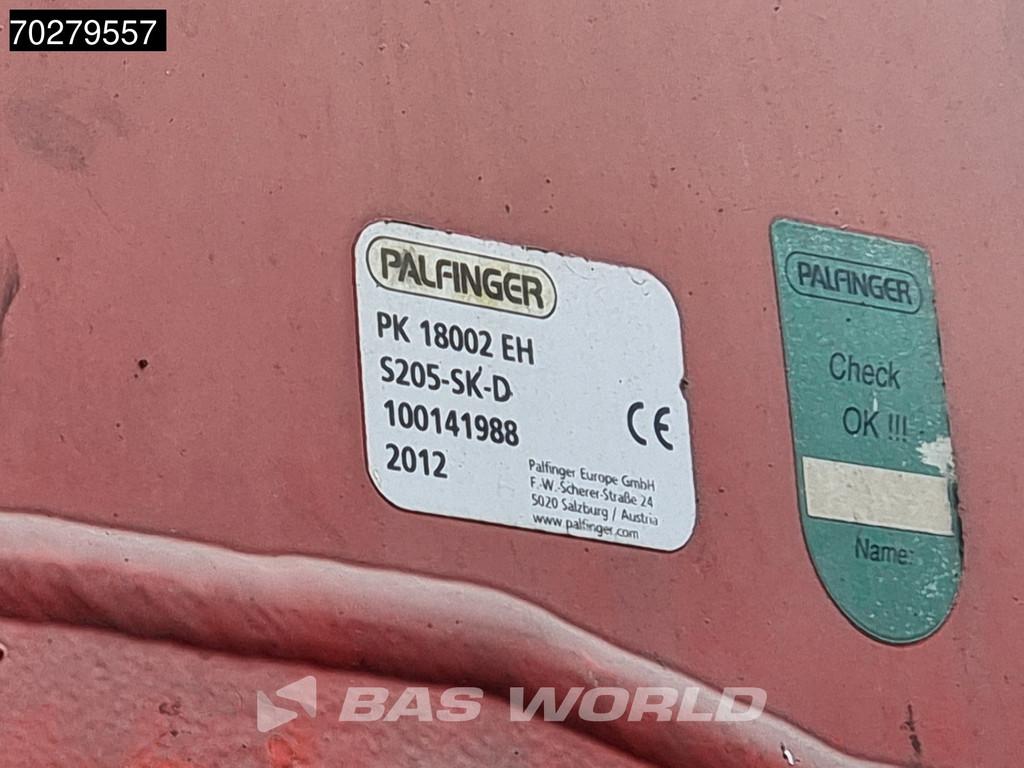 70279557
PALFINGER
PK 18002 EH
S205-SK-D
100141988
2012
CE
Palfinger Europe GmbH
F.-W.-Scherer-Straße 24
5020 Salzburg / Austria
www.palfinger.com
PALFINGER
Check
OK !!!
Name:
BAS WORLD